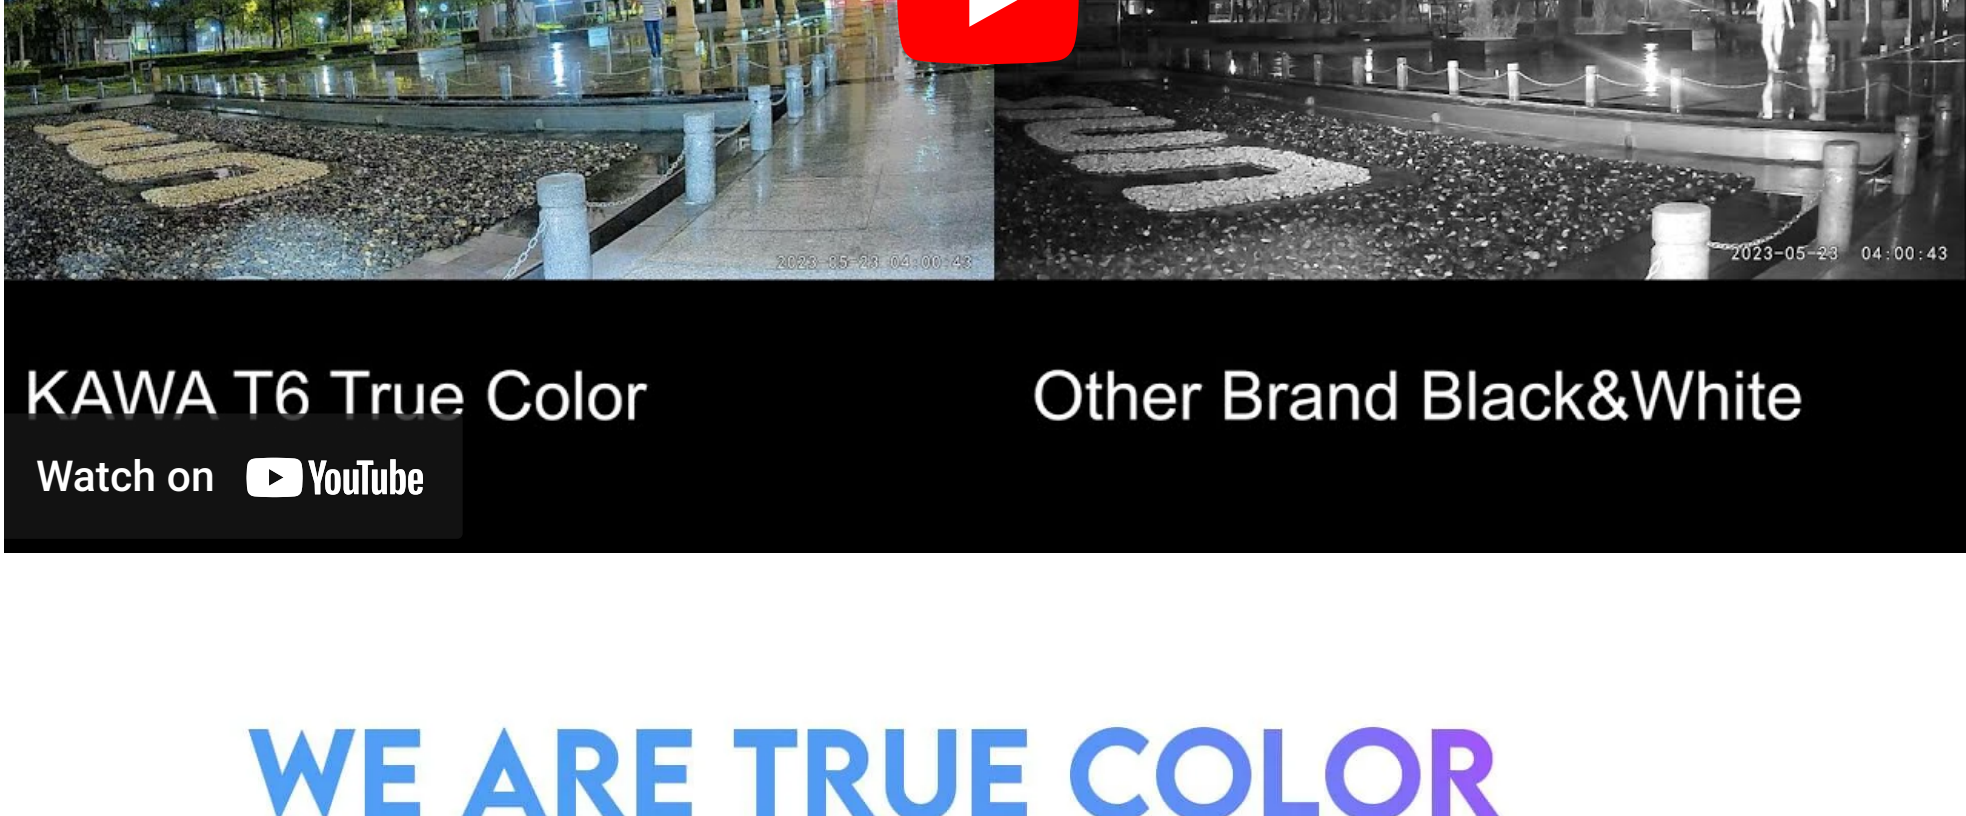 2023-05-23 04:00:43
2023-05-23 04:00:43
KAWA T6 True Color
Other Brand Black&White
Watch on YouTube
WE ARE TRUE COLOR